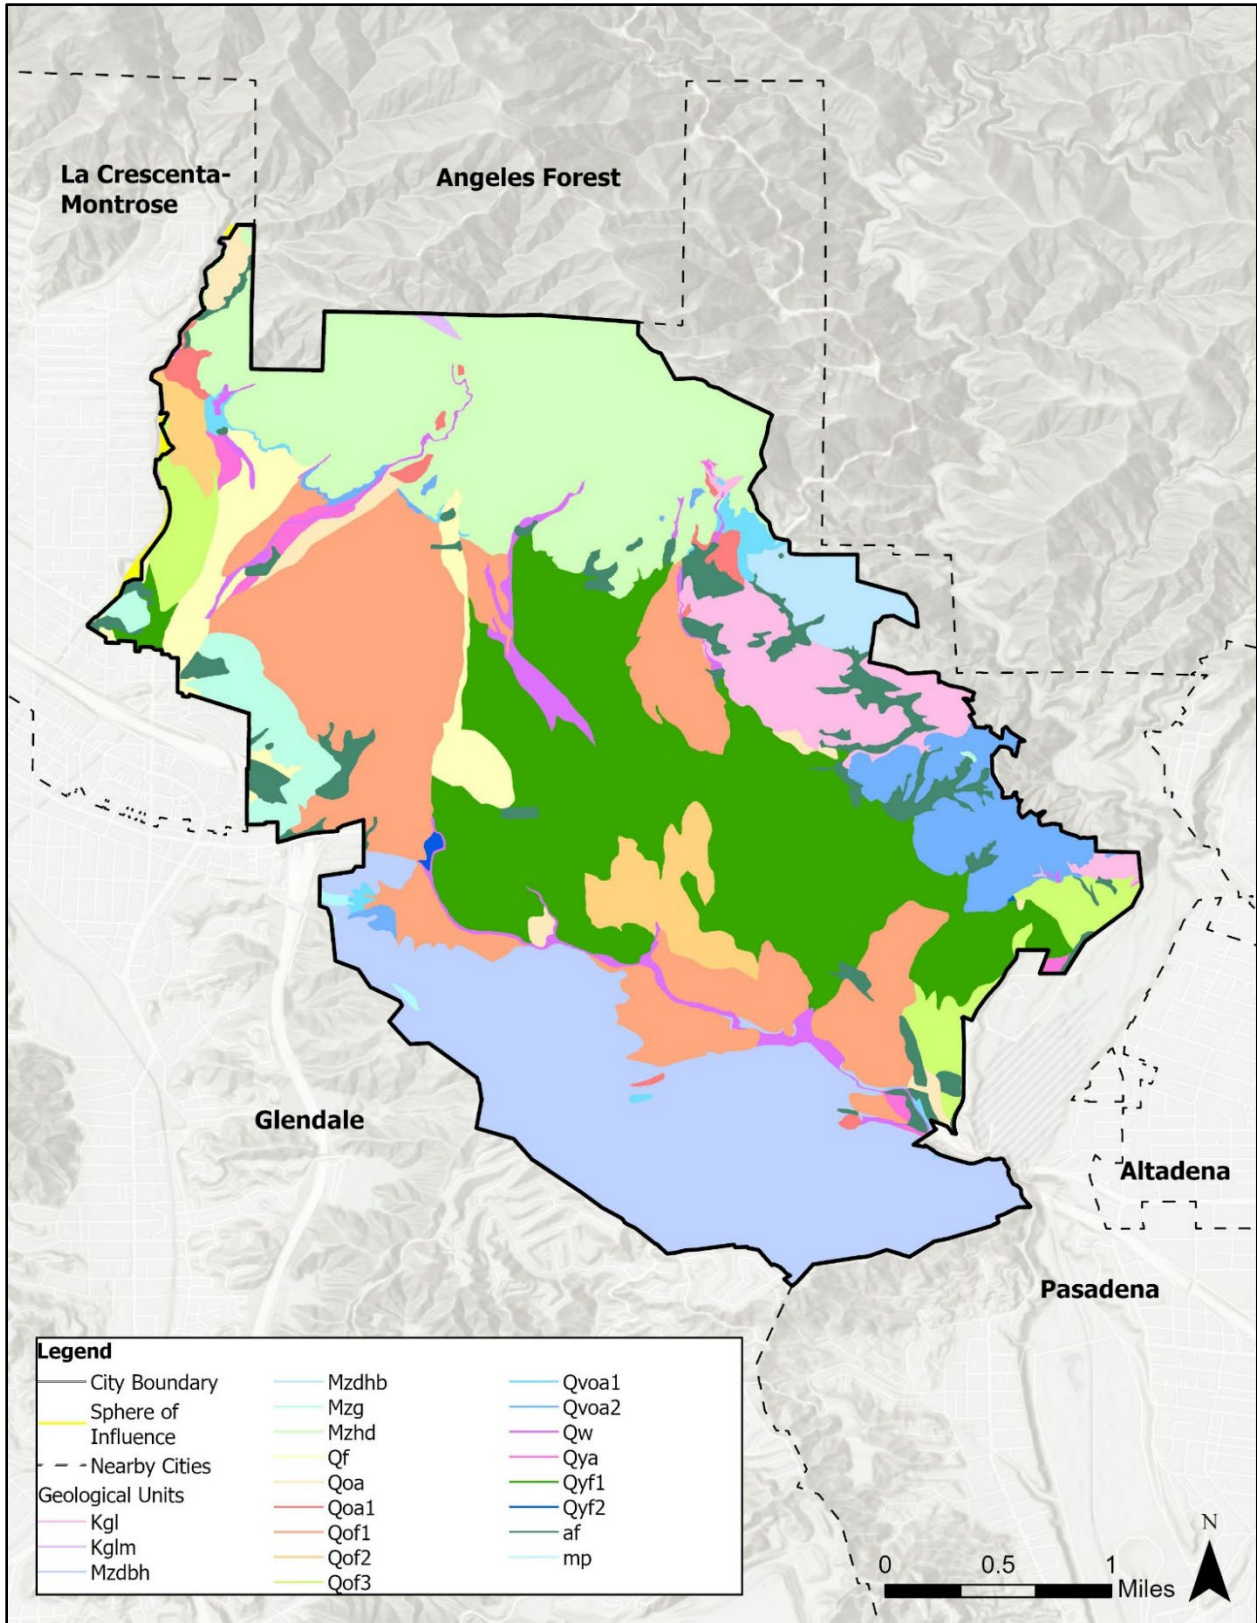 La Crescenta-
Montrose
Angeles Forest
Glendale
Altadena
Pasadena
Legend
City Boundary
Sphere of
Influence
Nearby Cities
Geological Units
Kgl
Kglm
Mzdbh
Mzdhb
Mzg
Mzhd
Qf
Qoa
Qoa1
Qof1
Qof2
Qof3
Qvoa1
Qvoa2
Qw
Qya
Qyf1
Qyf2
af
mp
0 0.5 1
Miles
N